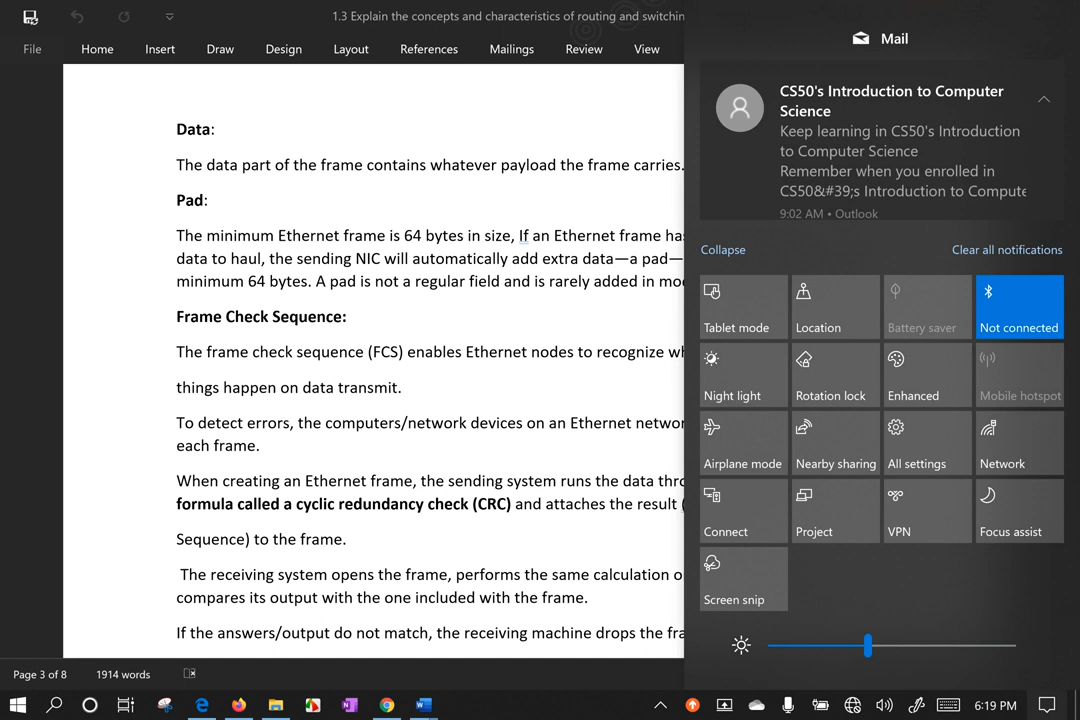 1.3 Explain the concepts and characteristics of routing and switchin
File Home Insert Draw Design Layout References Mailings Review View
Data:
The data part of the frame contains whatever payload the frame carries.
Pad:
The minimum Ethernet frame is 64 bytes in size, If an Ethernet frame has
data to haul, the sending NIC will automatically add extra data—a pad—
minimum 64 bytes. A pad is not a regular field and is rarely added in
Frame Check Sequence:
The frame check sequence (FCS) enables Ethernet nodes to recognize
things happen on data transmit.
To detect errors, the computers/network devices on an Ethernet
each frame.
When creating an Ethernet frame, the sending system runs the data
formula called a cyclic redundancy check (CRC) and attaches the result (
Sequence) to the frame.
The receiving system opens the frame, performs the same calculation
compares its output with the one included with the frame.
If the answers/output do not match, the receiving machine drops the
Page 3 of 8 1914 words
Mail
CS50's Introduction to Computer
Science
Keep learning in CS50's Introduction
to Computer Science
Remember when you enrolled in
CS50&#39;s Introduction to Compute
9:02 AM • Outlook
Collapse Clear all notifications
Tablet mode Location Battery saver Not connected
Night light Rotation lock Enhanced Mobile hotspot
Airplane mode Nearby sharing All settings Network
Connect Project VPN Focus assist
Screen snip
6:19 PM